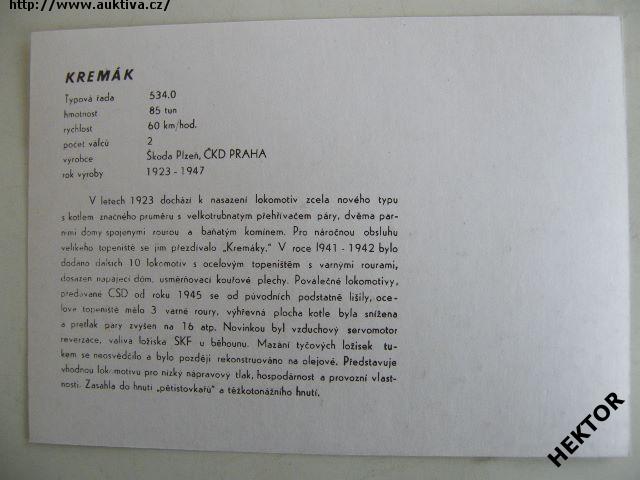 http://www.auktiva.cz/
KREMÁK
Typová řada 534.0
hmotnost 85 tun
rychlost 60 km/hod.
počet válců 2
výrobce Škoda Plzeň, ČKD PRAHA
rok výroby 1923 - 1947
V letech 1923 dochází k nasazení lokomotiv zcela nového typu
s kotlem značného průměru s velkotrubnatým přehřívačem páry, dvěma par-
ními domy spojenými rourou a baňatým komínem. Pro náročnou obsluhu
velikého topeniště se jim přezdívalo „Kremáky." V roce 1941 - 1942 bylo
dodáno dalších 10 lokomotiv s ocelovým topeništěm s varnými rourami,
dosazen napájecí dóm, usměrňovací kouřové plechy. Poválečné lokomotivy,
předávané ČSD od roku 1945 se od původních podstatně lišily, oce-
lové topeniště mělo 3 varné roury, výhřevná plocha kotle byla snížena
a přetlak páry zvýšen na 16 atp. Novinkou byl vzduchový servomotor
reverzace, valivá ložiska SKF u běhounu. Mazání tyčových ložisek tu-
kem se neosvědčilo a bylo později rekonstruováno na olejové. Představuje
vhodnou lokomotivu pro nízký nápravový tlak, hospodárnost a provozní vlast-
nosti. Zasáhla do hnutí „pětistovkařů" a těžkotonážního hnutí.
HEKTOR